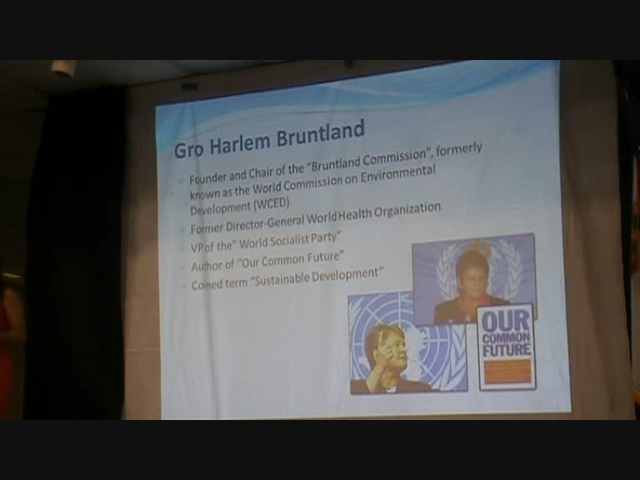 Gro Harlem Bruntland
Founder and Chair of the "Bruntland Commission", formerly
known as the World Commission on Environmental
Development (WCED)
Former Director-General WorldHealth Organization
VP of the" World Socialist Party"
Author of "Our Common Future"
Coined term "Sustainable Development"
OUR
COMMON
FUTURE